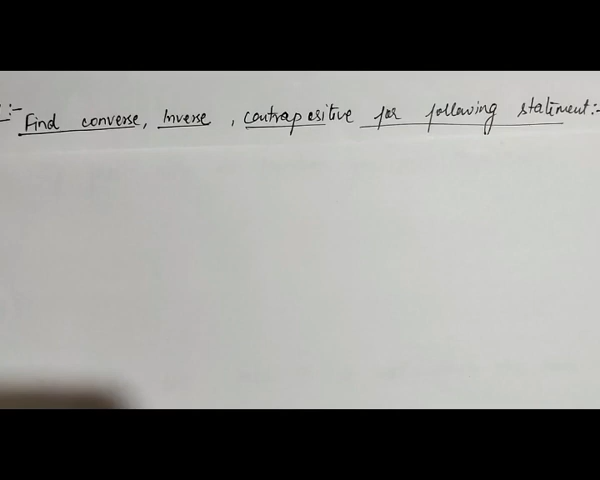 Find converse, Inverse, contrapositive for following statement:-